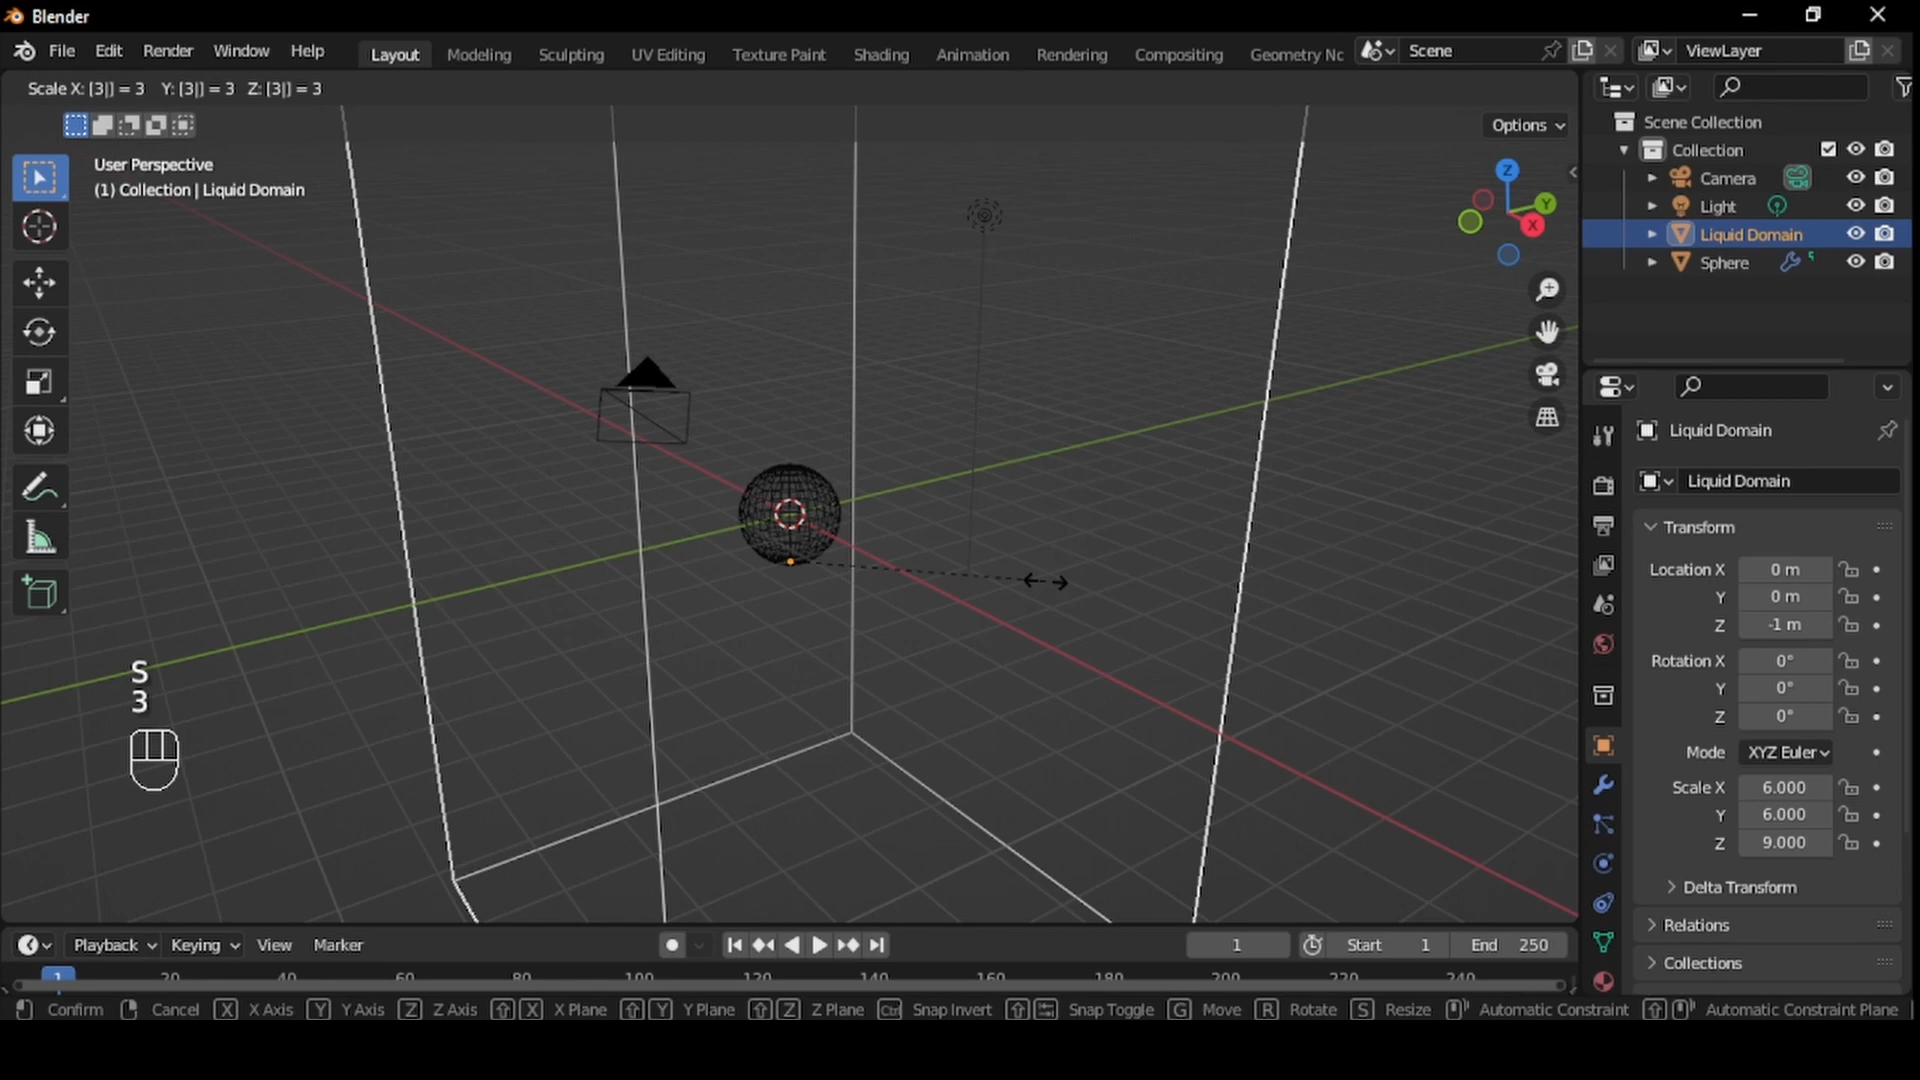 Blender
File Edit Render Window Help Layout Modeling Sculpting UV Editing Texture Paint Shading Animation Rendering Compositing Geometry Nc Scene ViewLayer
Scale X: [3|] = 3 Y: [3|] = 3 Z: [3|] = 3
Options
User Perspective
(1) Collection | Liquid Domain
Z
Y
X
S
3
Scene Collection
Collection
Camera
Light
Liquid Domain
Sphere
Liquid Domain
Liquid Domain
Transform
Location X 0 m
Y 0 m
Z -1 m
Rotation X 0°
Y 0°
Z 0°
Mode XYZ Euler
Scale X 6.000
Y 6.000
Z 9.000
Delta Transform
Relations
Collections
Playback Keying View Marker 1 Start 1 End 250
1 20 40 60 80 100 120 140 160 180 200 220 240
Confirm Cancel X X Axis Y Y Axis Z Z Axis X X Plane Y Y Plane Z Z Plane Ctrl Snap Invert Snap Toggle G Move R Rotate S Resize Automatic Constraint Automatic Constraint Plane